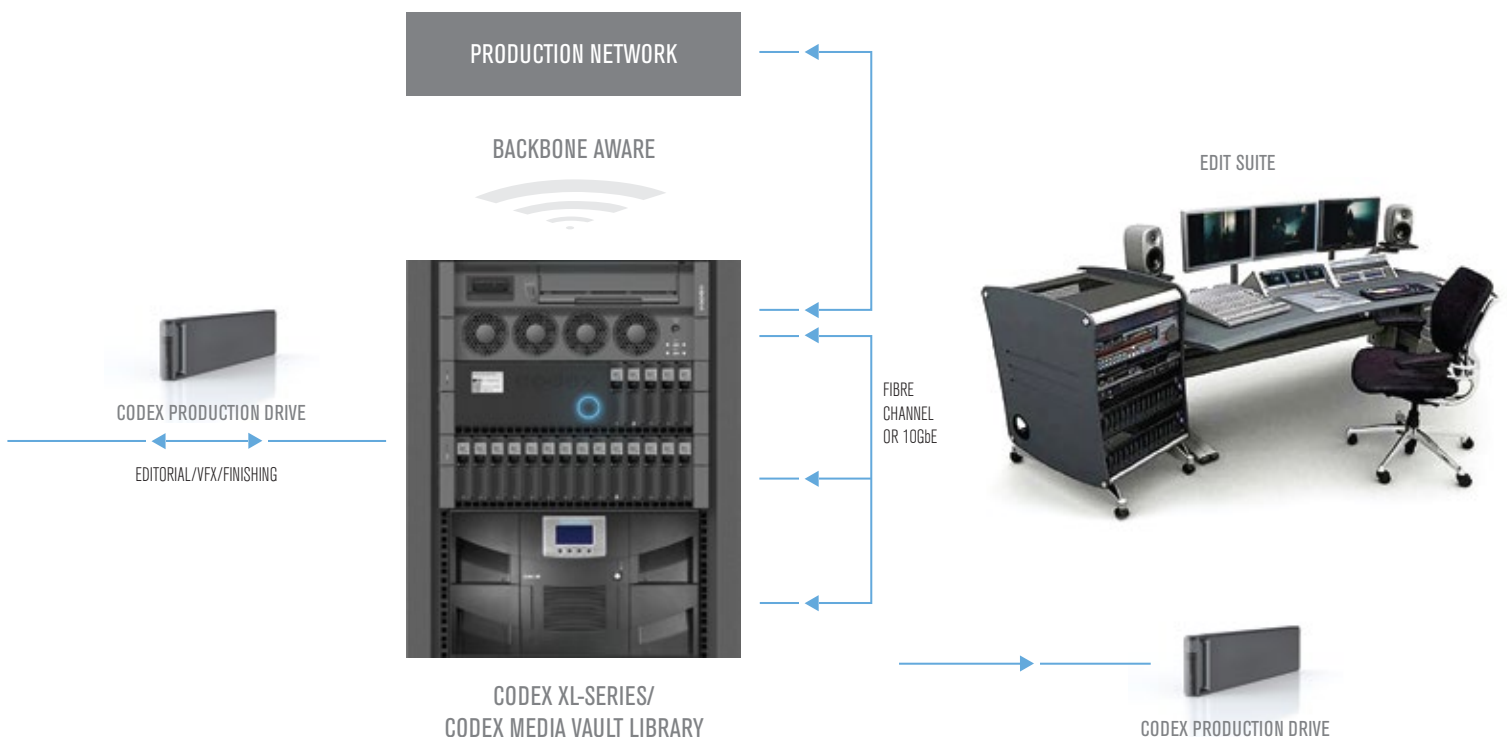 PRODUCTION NETWORK
BACKBONE AWARE
EDIT SUITE
CODEX PRODUCTION DRIVE
EDITORIAL/VFX/FINISHING
FIBRE
CHANNEL
OR 10GbE
CODEX
CODEX XL-SERIES/
CODEX MEDIA VAULT LIBRARY
CODEX PRODUCTION DRIVE